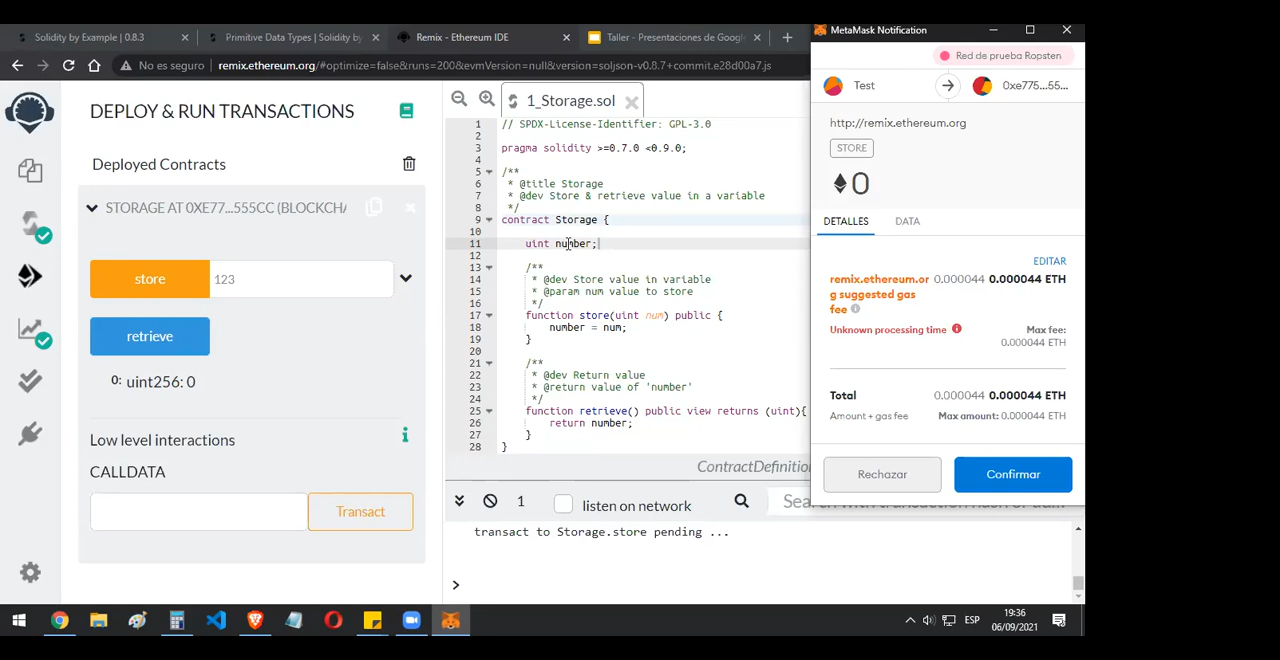 Solidity by Example | 0.8.3
Primitive Data Types | Solidity by
Remix - Ethereum IDE
Taller - Presentaciones de Google
No es seguro
remix.ethereum.org/#optimize=false&runs=200&evmVersion=null&version=soljson-v0.8.7+commit.e28d00a7.js
DEPLOY & RUN TRANSACTIONS
Deployed Contracts
STORAGE AT 0XE77...555CC (BLOCKCHA
store
123
retrieve
0: uint256: 0
Low level interactions
CALLDATA
Transact
1_Storage.sol
1 // SPDX-License-Identifier: GPL-3.0
2
3 pragma solidity >=0.7.0 <0.9.0;
4
5 /**
6 * @title Storage
7 * @dev Store & retrieve value in a variable
8 */
9 contract Storage {
10
11 uint number;
12
13 /**
14 * @dev Store value in variable
15 * @param num value to store
16 */
17 function store(uint num) public {
18 number = num;
19 }
20
21 /**
22 * @dev Return value
23 * @return value of 'number'
24 */
25 function retrieve() public view returns (uint){
26 return number;
27 }
28 }
ContractDefinitio
1
listen on network
transact to Storage.store pending ...
>
MetaMask Notification
Red de prueba Ropsten
Test
0xe775...55...
http://remix.ethereum.org
STORE
0
DETALLES
DATA
EDITAR
remix.ethereum.or 0.000044 0.000044 ETH
g suggested gas
fee
Unknown processing time
Max fee:
0.000044 ETH
Total 0.000044 0.000044 ETH
Amount + gas fee Max amount: 0.000044 ETH
Rechazar
Confirmar
ESP
19:36
06/09/2021